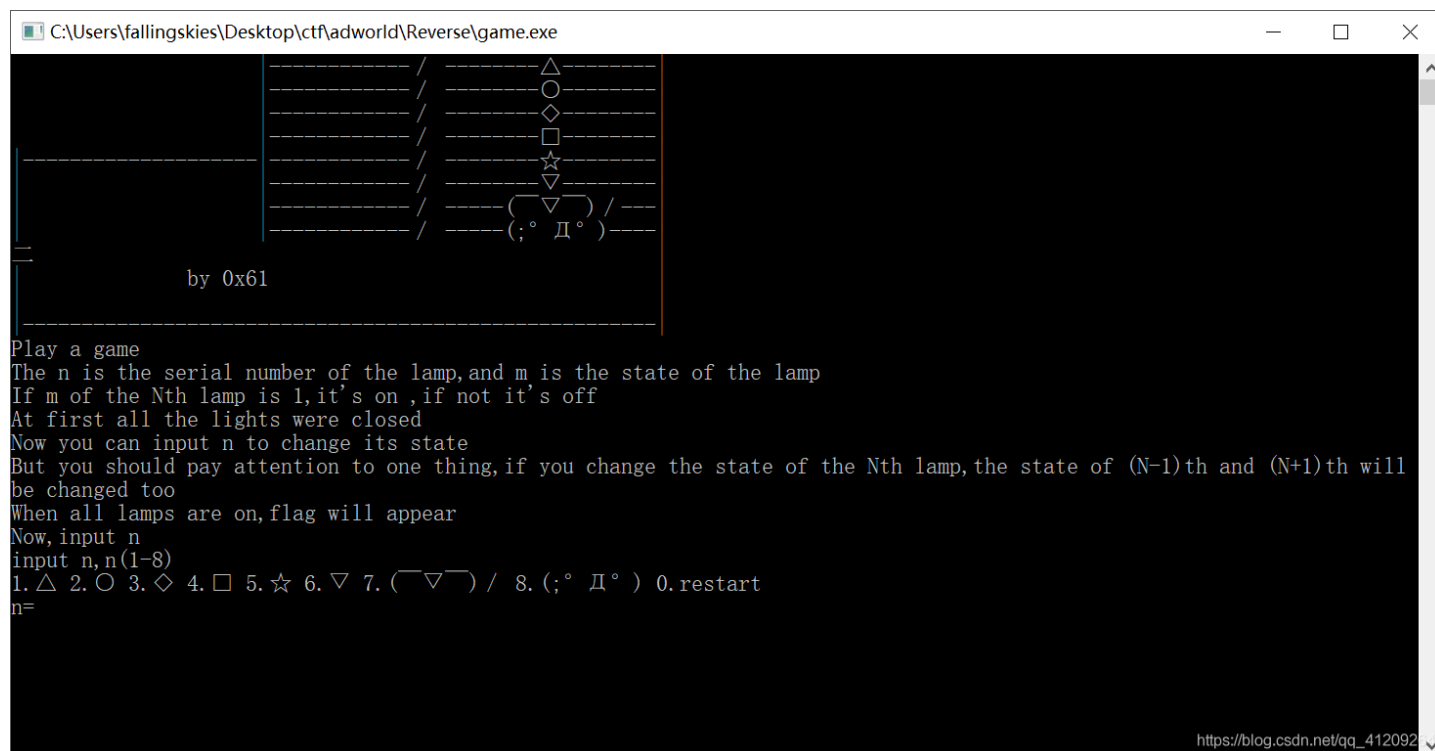 C:\Users\fallingskies\Desktop\ctf\adworld\Reverse\game.exe
|------------ / --------△--------|
|------------ / --------○--------|
|------------ / --------◇--------|
|------------ / --------□--------|
|--------------------|------------ / --------☆--------|
|------------ / --------▽--------|
|------------ / -----(￣▽￣)/---|
|------------ / -----(;° Д° )----|
二
by 0x61
|------------------------------------------------------|
Play a game
The n is the serial number of the lamp,and m is the state of the lamp
If m of the Nth lamp is 1,it's on ,if not it's off
At first all the lights were closed
Now you can input n to change its state
But you should pay attention to one thing,if you change the state of the Nth lamp,the state of (N-1)th and (N+1)th will
be changed too
When all lamps are on,flag will appear
Now,input n
input n,n(1-8)
1.△ 2.○ 3.◇ 4.□ 5.☆ 6.▽ 7.(￣▽￣)/ 8.(;° Д° ) 0.restart
n=